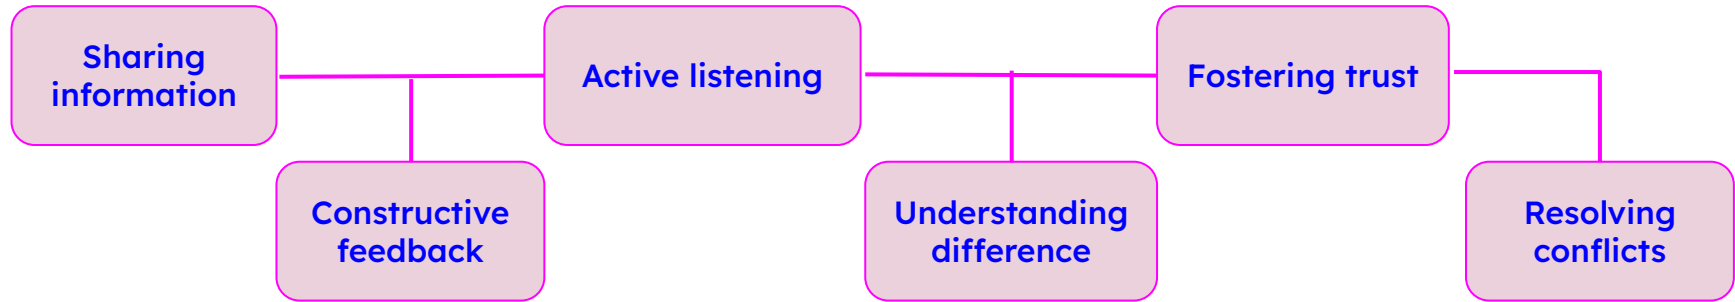 Sharing
information
Active listening
Fostering trust
Constructive
feedback
Understanding
difference
Resolving
conflicts